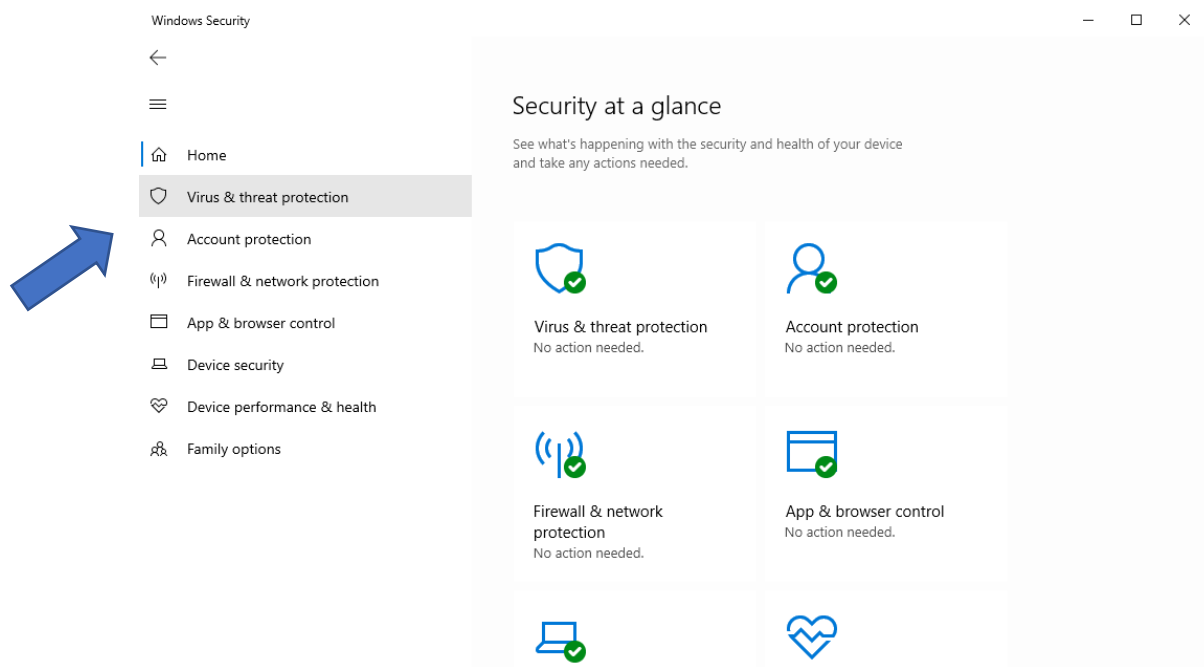 Windows Security
Home
Virus & threat protection
Account protection
Firewall & network protection
App & browser control
Device security
Device performance & health
Family options
Security at a glance
See what's happening with the security and health of your device
and take any actions needed.
Virus & threat protection
No action needed.
Account protection
No action needed.
Firewall & network
protection
No action needed.
App & browser control
No action needed.